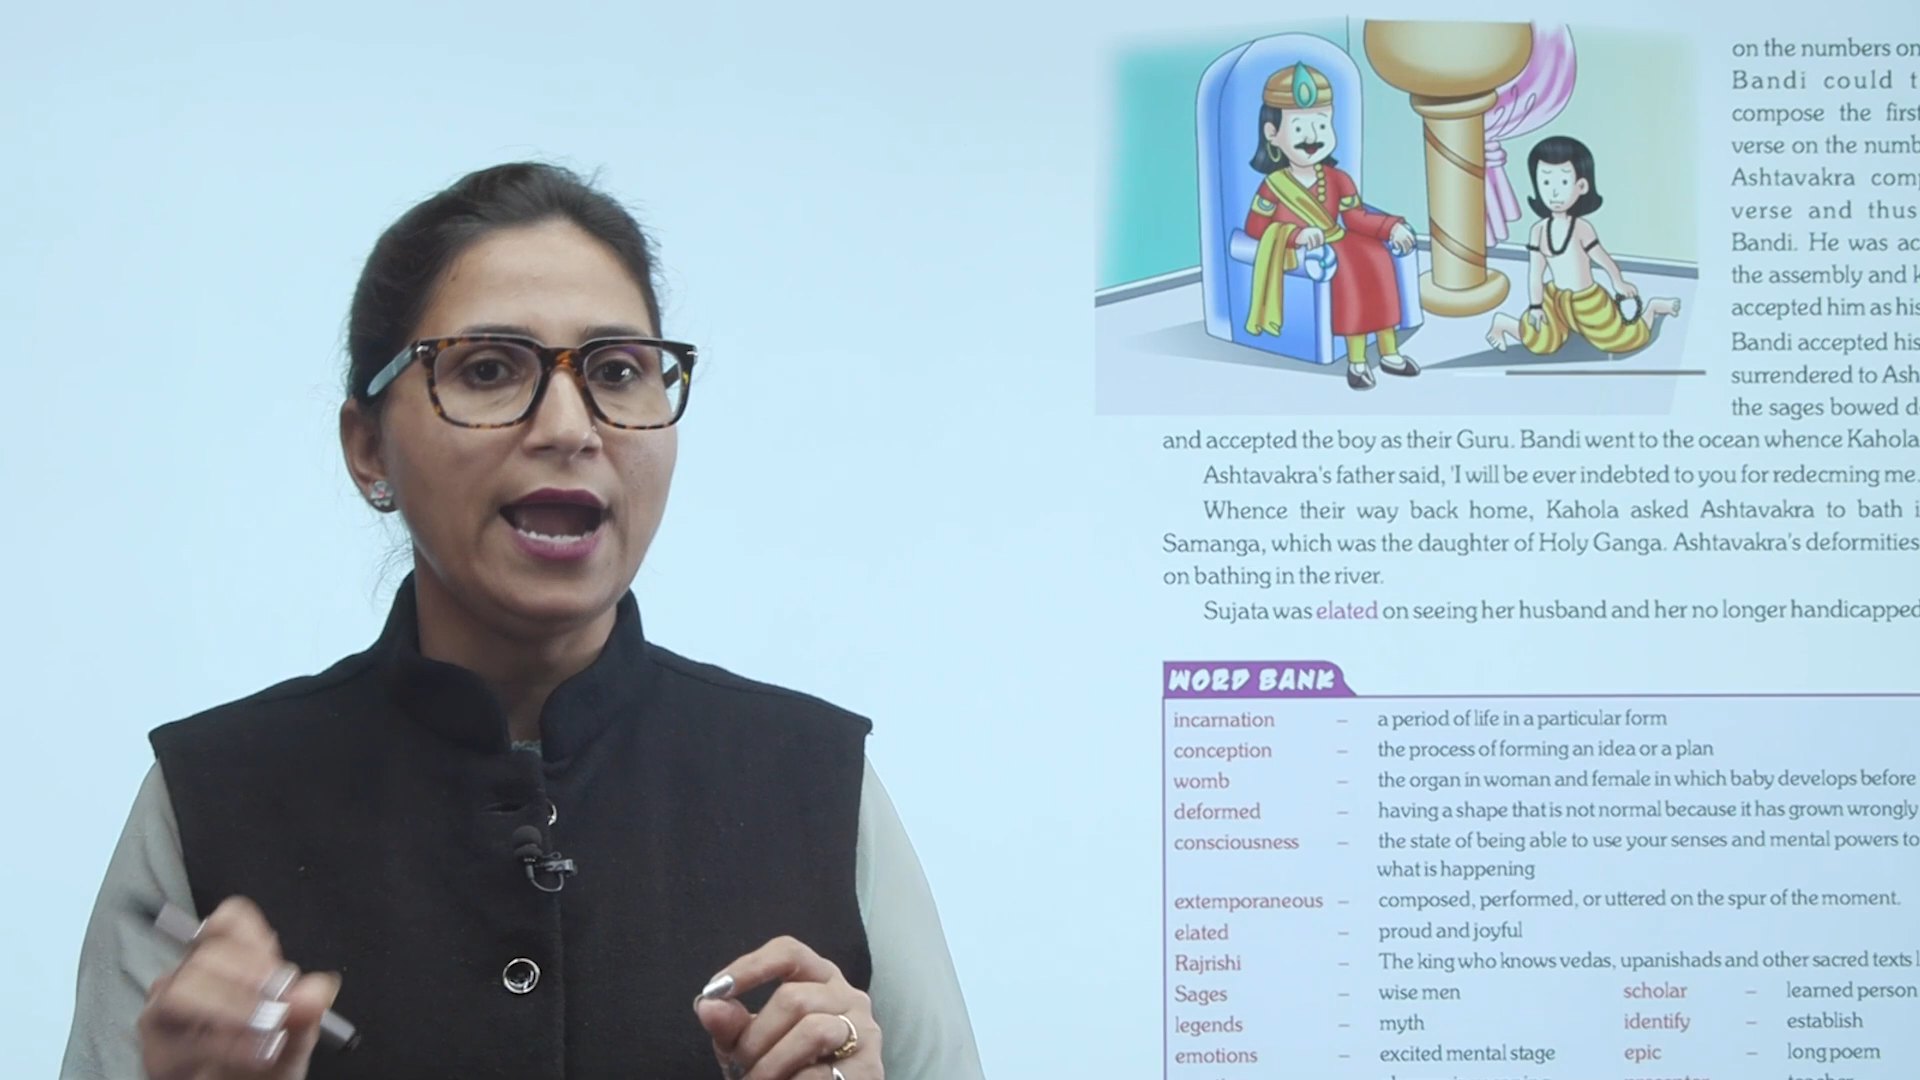 on the numbers on
Bandi could
compose the first
verse on the
Ashtavakra
verse and thus
Bandi. He was
the assembly and
accepted him as his
Bandi accepted his
surrendered to
the sages bowed
and accepted the boy as their Guru. Bandi went to the ocean whence Kahola
Ashtavakra's father said, 'I will be ever indebted to you for redecming me.
Whence their way back home, Kahola asked Ashtavakra to bath
Samanga, which was the daughter of Holy Ganga. Ashtavakra's deformities
on bathing in the river.
Sujata was elated on seeing her husband and her no longer handicapped
WORD BANK
incarnation – a period of life in a particular form
conception – the process of forming an idea or a plan
womb – the organ in woman and female in which baby develops before
deformed – having a shape that is not normal because it has grown wrongly
consciousness – the state of being able to use your senses and mental powers to
what is happening
extemporaneous – composed, performed, or uttered on the spur of the moment.
elated – proud and joyful
Rajrishi – The king who knows vedas, upanishads and other sacred texts
Sages – wise men scholar – learned person
legends – myth identify – establish
emotions – excited mental stage epic – long poem